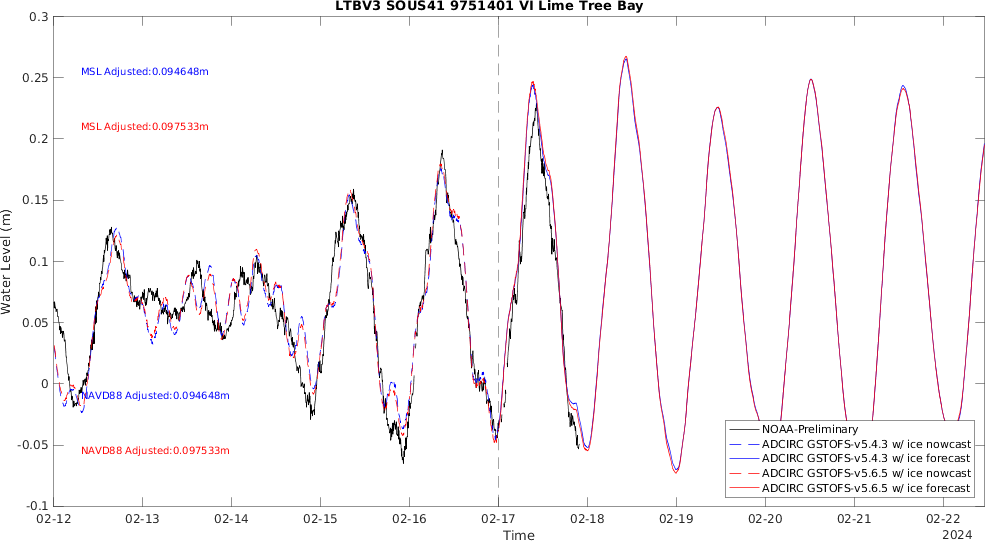 LTBV3 SOUS41 9751401 VI Lime Tree Bay
0.3
0.25
0.2
0.15
0.1
0.05
0
-0.05
-0.1
Water Level (m)
MSL Adjusted:0.094648m
MSL Adjusted:0.097533m
NAVD88 Adjusted:0.094648m
NAVD88 Adjusted:0.097533m
NOAA-Preliminary
ADCIRC GSTOFS-v5.4.3 w/ ice nowcast
ADCIRC GSTOFS-v5.4.3 w/ ice forecast
ADCIRC GSTOFS-v5.6.5 w/ ice nowcast
ADCIRC GSTOFS-v5.6.5 w/ ice forecast
02-12 02-13 02-14 02-15 02-16 02-17 02-18 02-19 02-20 02-21 02-22
Time
2024